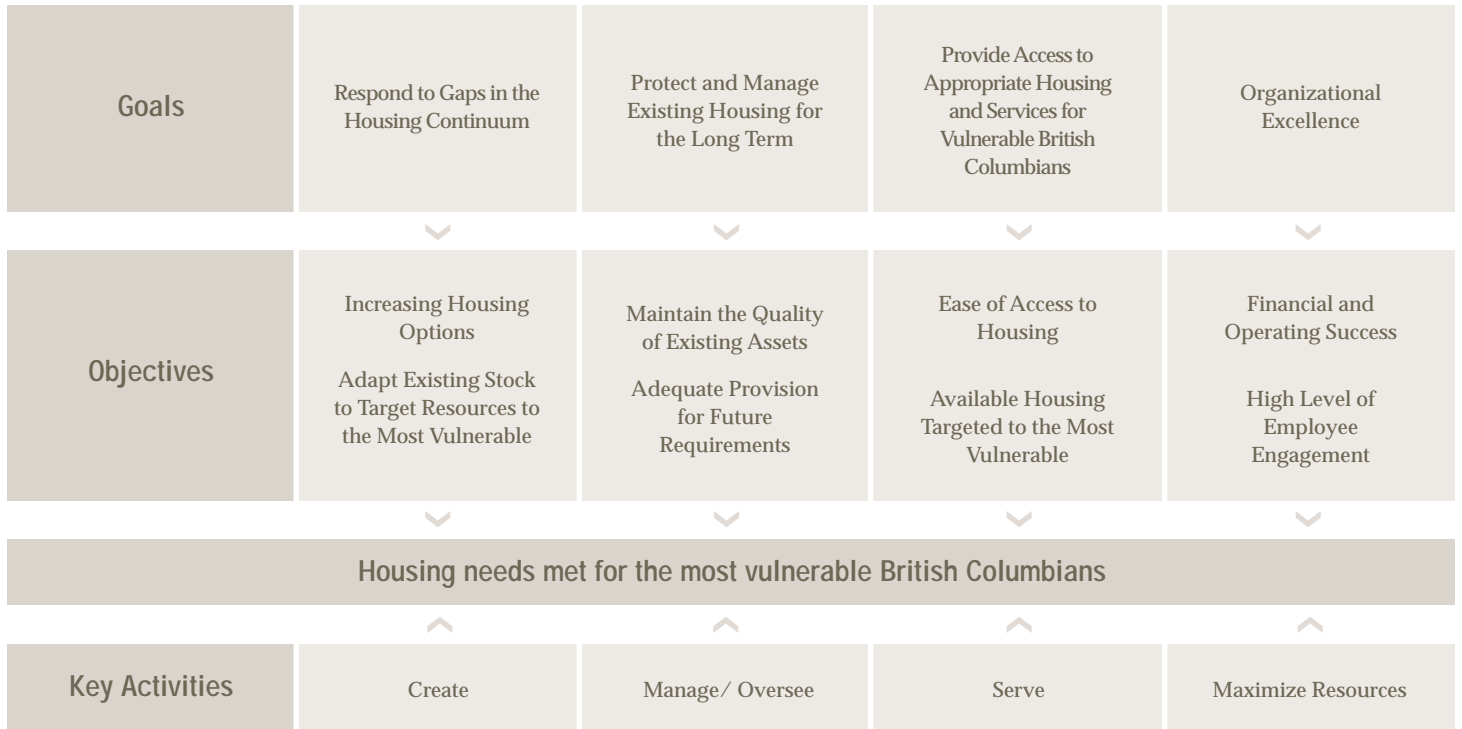 Goals
Respond to Gaps in the
Housing Continuum
Protect and Manage
Existing Housing for
the Long Term
Provide Access to
Appropriate Housing
and Services for
Vulnerable British
Columbians
Organizational
Excellence
Objectives
Increasing Housing
Options
Adapt Existing Stock
to Target Resources to
the Most Vulnerable
Maintain the Quality
of Existing Assets
Adequate Provision
for Future
Requirements
Ease of Access to
Housing
Available Housing
Targeted to the Most
Vulnerable
Financial and
Operating Success
High Level of
Employee
Engagement
Housing needs met for the most vulnerable British Columbians
Key Activities
Create
Manage/ Oversee
Serve
Maximize Resources